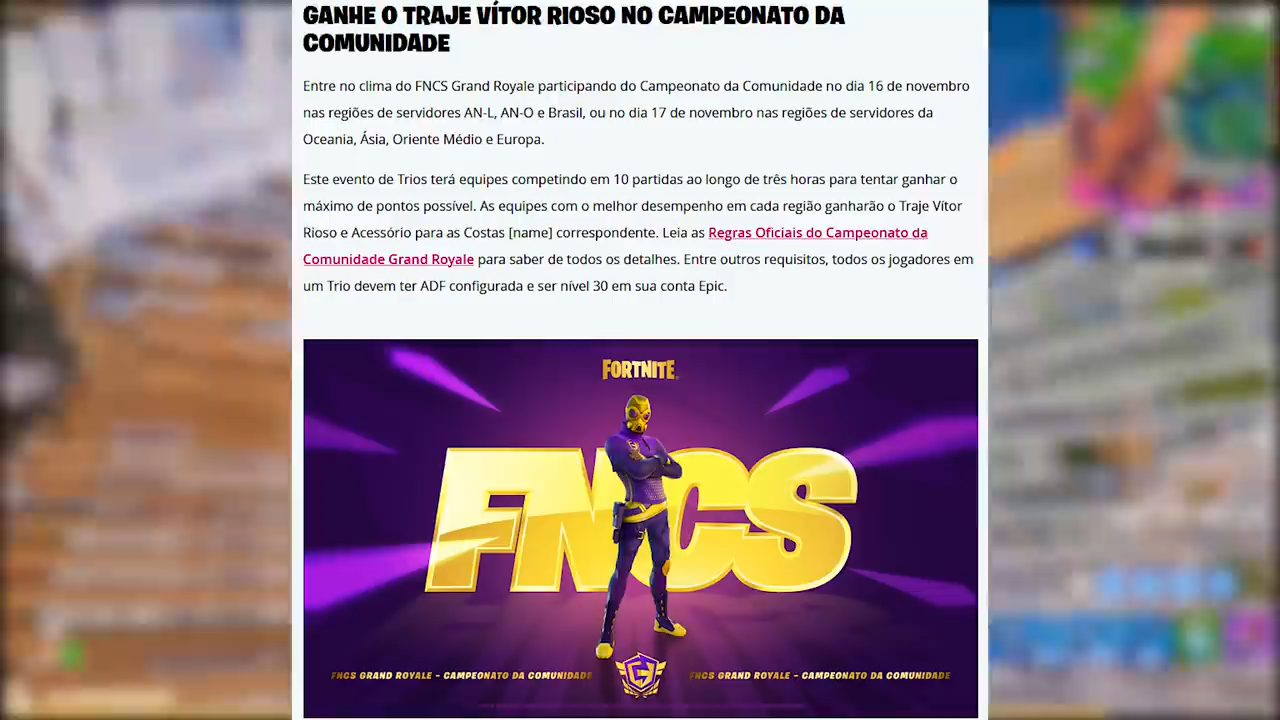 GANHE O TRAJE VÍTOR RIOSO NO CAMPEONATO DA
COMUNIDADE
Entre no clima do FNCS Grand Royale participando do Campeonato da Comunidade no dia 16 de novembro
nas regiões de servidores AN-L, AN-O e Brasil, ou no dia 17 de novembro nas regiões de servidores da
Oceania, Ásia, Oriente Médio e Europa.
Este evento de Trios terá equipes competindo em 10 partidas ao longo de três horas para tentar ganhar o
máximo de pontos possível. As equipes com o melhor desempenho em cada região ganharão o Traje Vítor
Rioso e Acessório para as Costas [name] correspondente. Leia as Regras Oficiais do Campeonato da
Comunidade Grand Royale para saber de todos os detalhes. Entre outros requisitos, todos os jogadores em
um Trio devem ter ADF configurada e ser nível 30 em sua conta Epic.
FORTNITE
FNCS
FNCS GRAND ROYALE - CAMPEONATO DA COMUNIDADE
FNCS GRAND ROYALE - CAMPEONATO DA COMUNIDADE